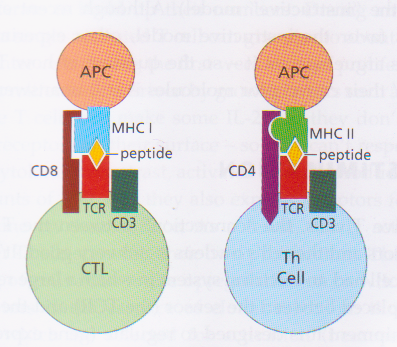 APC
MHC I
peptide
CD8
TCR
CD3
CTL
APC
MHC II
peptide
CD4
TCR
CD3
Th
Cell